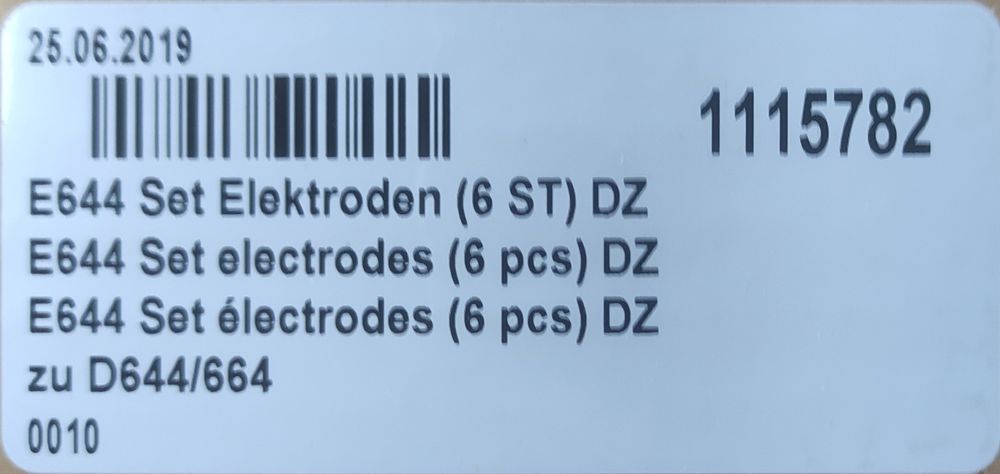 25.06.2019
1115782
E644 Set Elektroden (6 ST) DZ
E644 Set electrodes (6 pcs) DZ
E644 Set électrodes (6 pcs) DZ
zu D644/664
0010